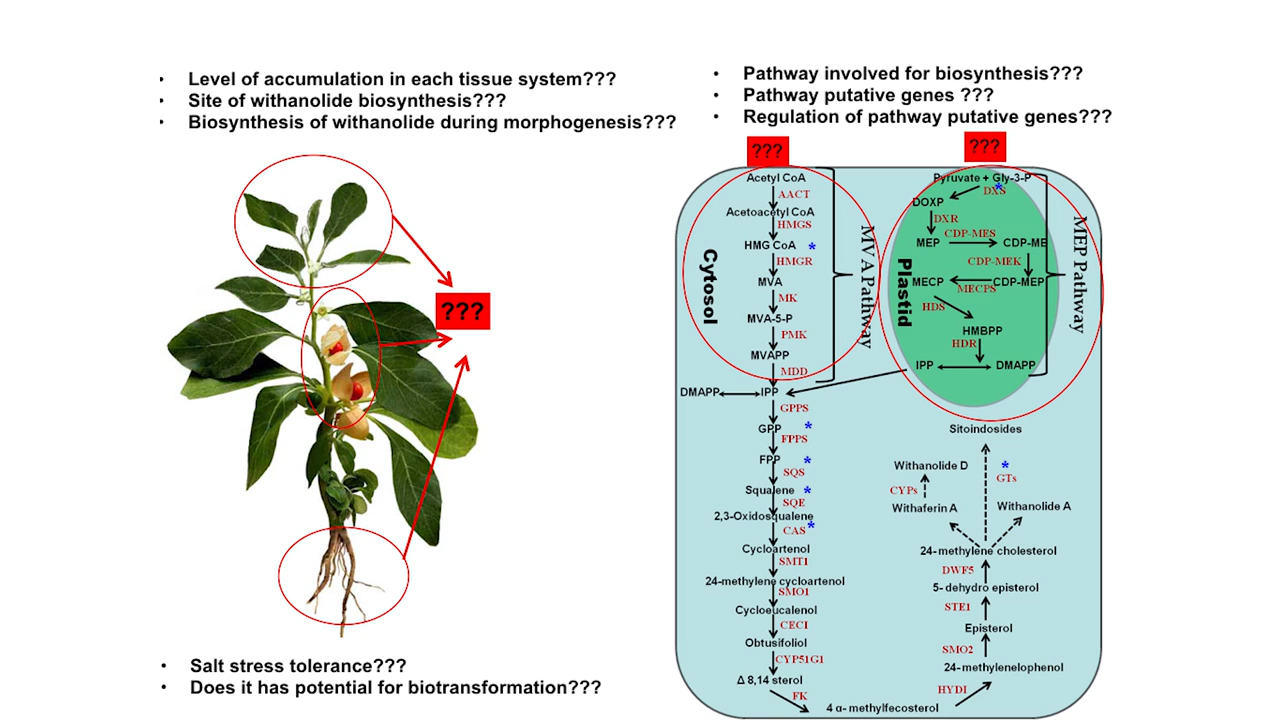 • Level of accumulation in each tissue system???
• Site of withanolide biosynthesis???
• Biosynthesis of withanolide during morphogenesis???
• Pathway involved for biosynthesis???
• Pathway putative genes ???
• Regulation of pathway putative genes???
???
???
???
Acetyl CoA
AACT
Acetoacetyl CoA
HMGS
HMG CoA *
HMGR
MVA
MK
MVA-5-P
PMK
MVAPP
MDD
Cytosol
MVA Pathway
Pyruvate + Gly-3-P
DXS *
DOXP
DXR
CDP-MES
MEP
CDP-ME
CDP-MEK
MECP
CDP-MEP
MECPS
HDS
HMBPP
HDR
IPP
DMAPP
Plastid
MEP Pathway
DMAPP
IPP
GPPS
GPP *
FPPS
FPP *
SQS
Squalene *
SQE
2,3-Oxidosqualene
CAS *
Cycloartenol
SMT1
24-methylene cycloartenol
SMO1
Cycloeucalenol
CECI
Obtusifoliol
CYP51G1
Δ 8,14 sterol
FK
4 α- methylfecosterol
HYDI
24-methylenelophenol
SMO2
Episterol
STE1
5- dehydro episterol
DWF5
24- methylene cholesterol
Withaferin A
Withanolide A
CYPs
Withanolide D
*
GTs
Sitoindosides
• Salt stress tolerance???
• Does it has potential for biotransformation???